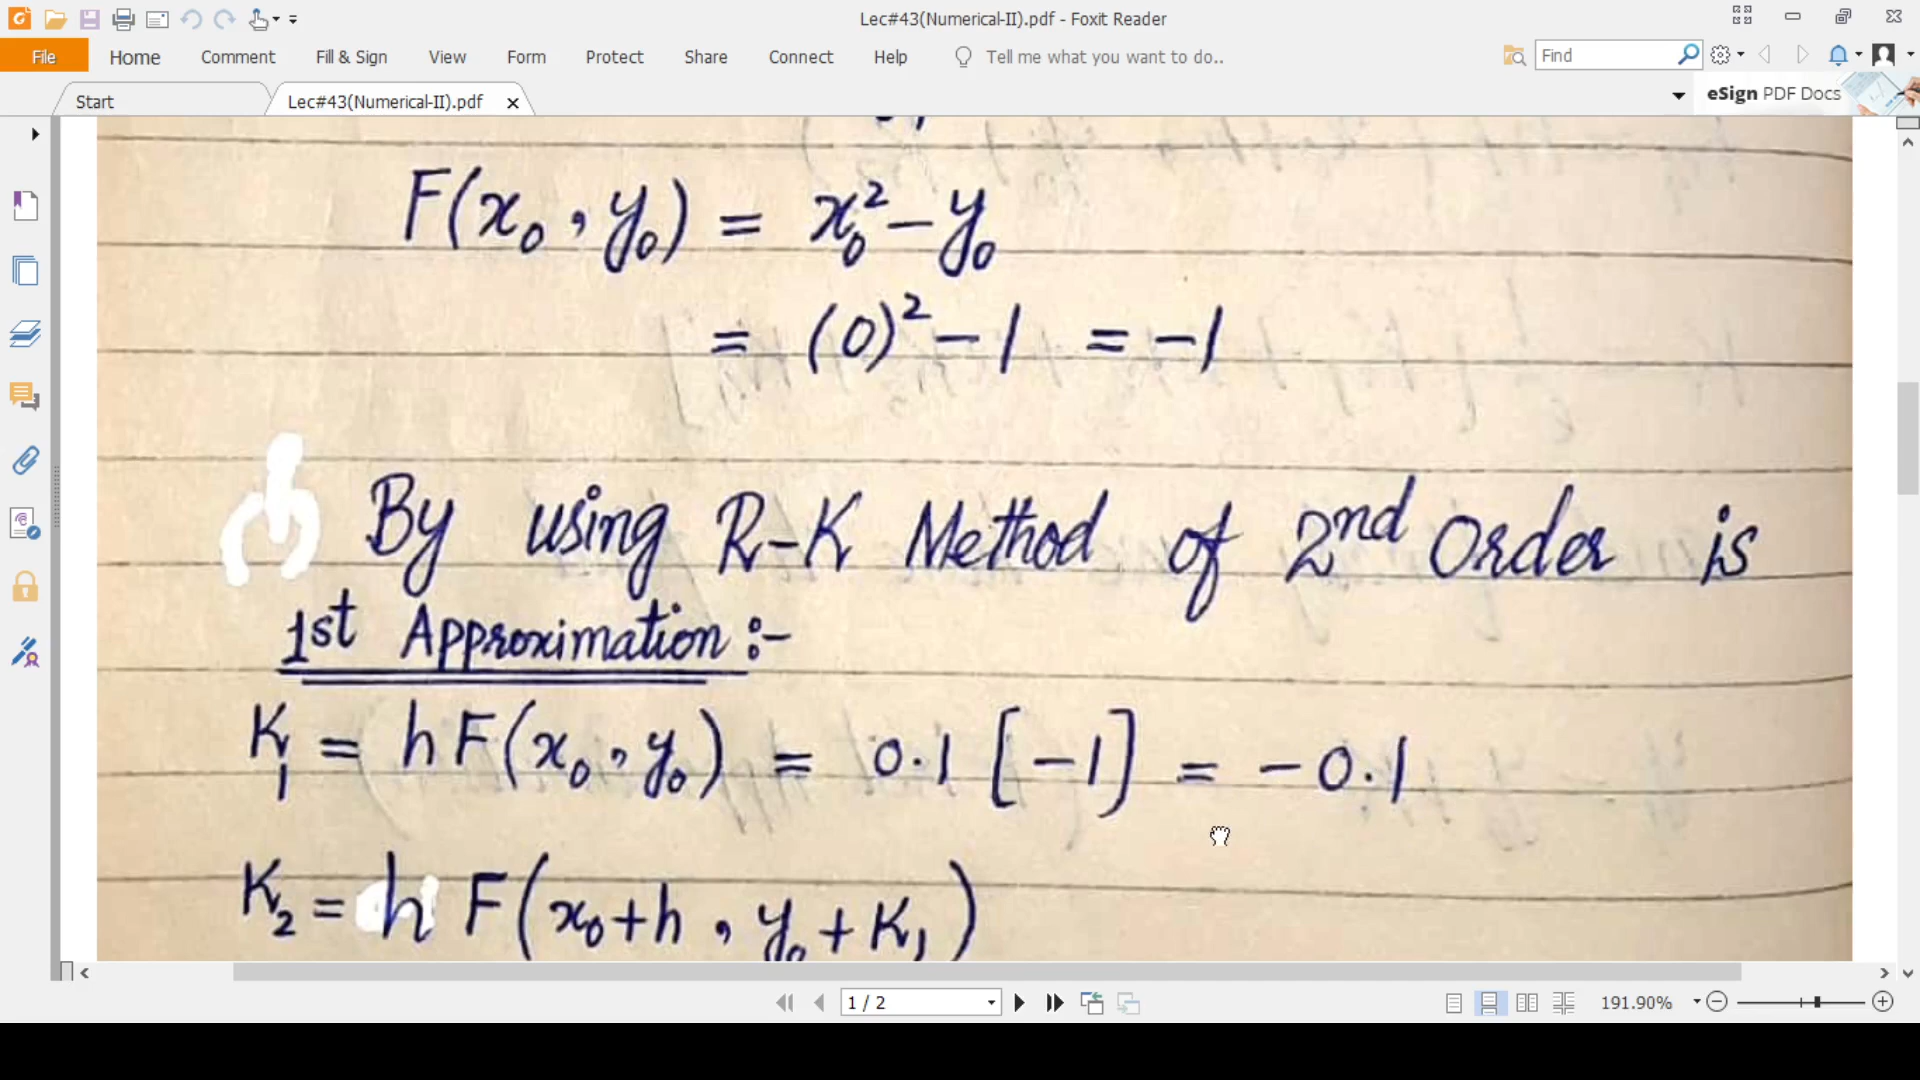 Lec#43(Numerical-II).pdf - Foxit Reader
File Home Comment Fill & Sign View Form Protect Share Connect Help Tell me what you want to do.. Find
Start Lec#43(Numerical-II).pdf eSign PDF Docs
F(x₀, y₀) = x₀² - y₀
= (0)² - 1 = -1
By using R-K Method of 2nd Order is
1st Approximation :-
K₁ = hF(x₀, y₀) = 0.1 [-1] = -0.1
K₂ = h F(x₀+h, y₀+K₁)
1 / 2 191.90%